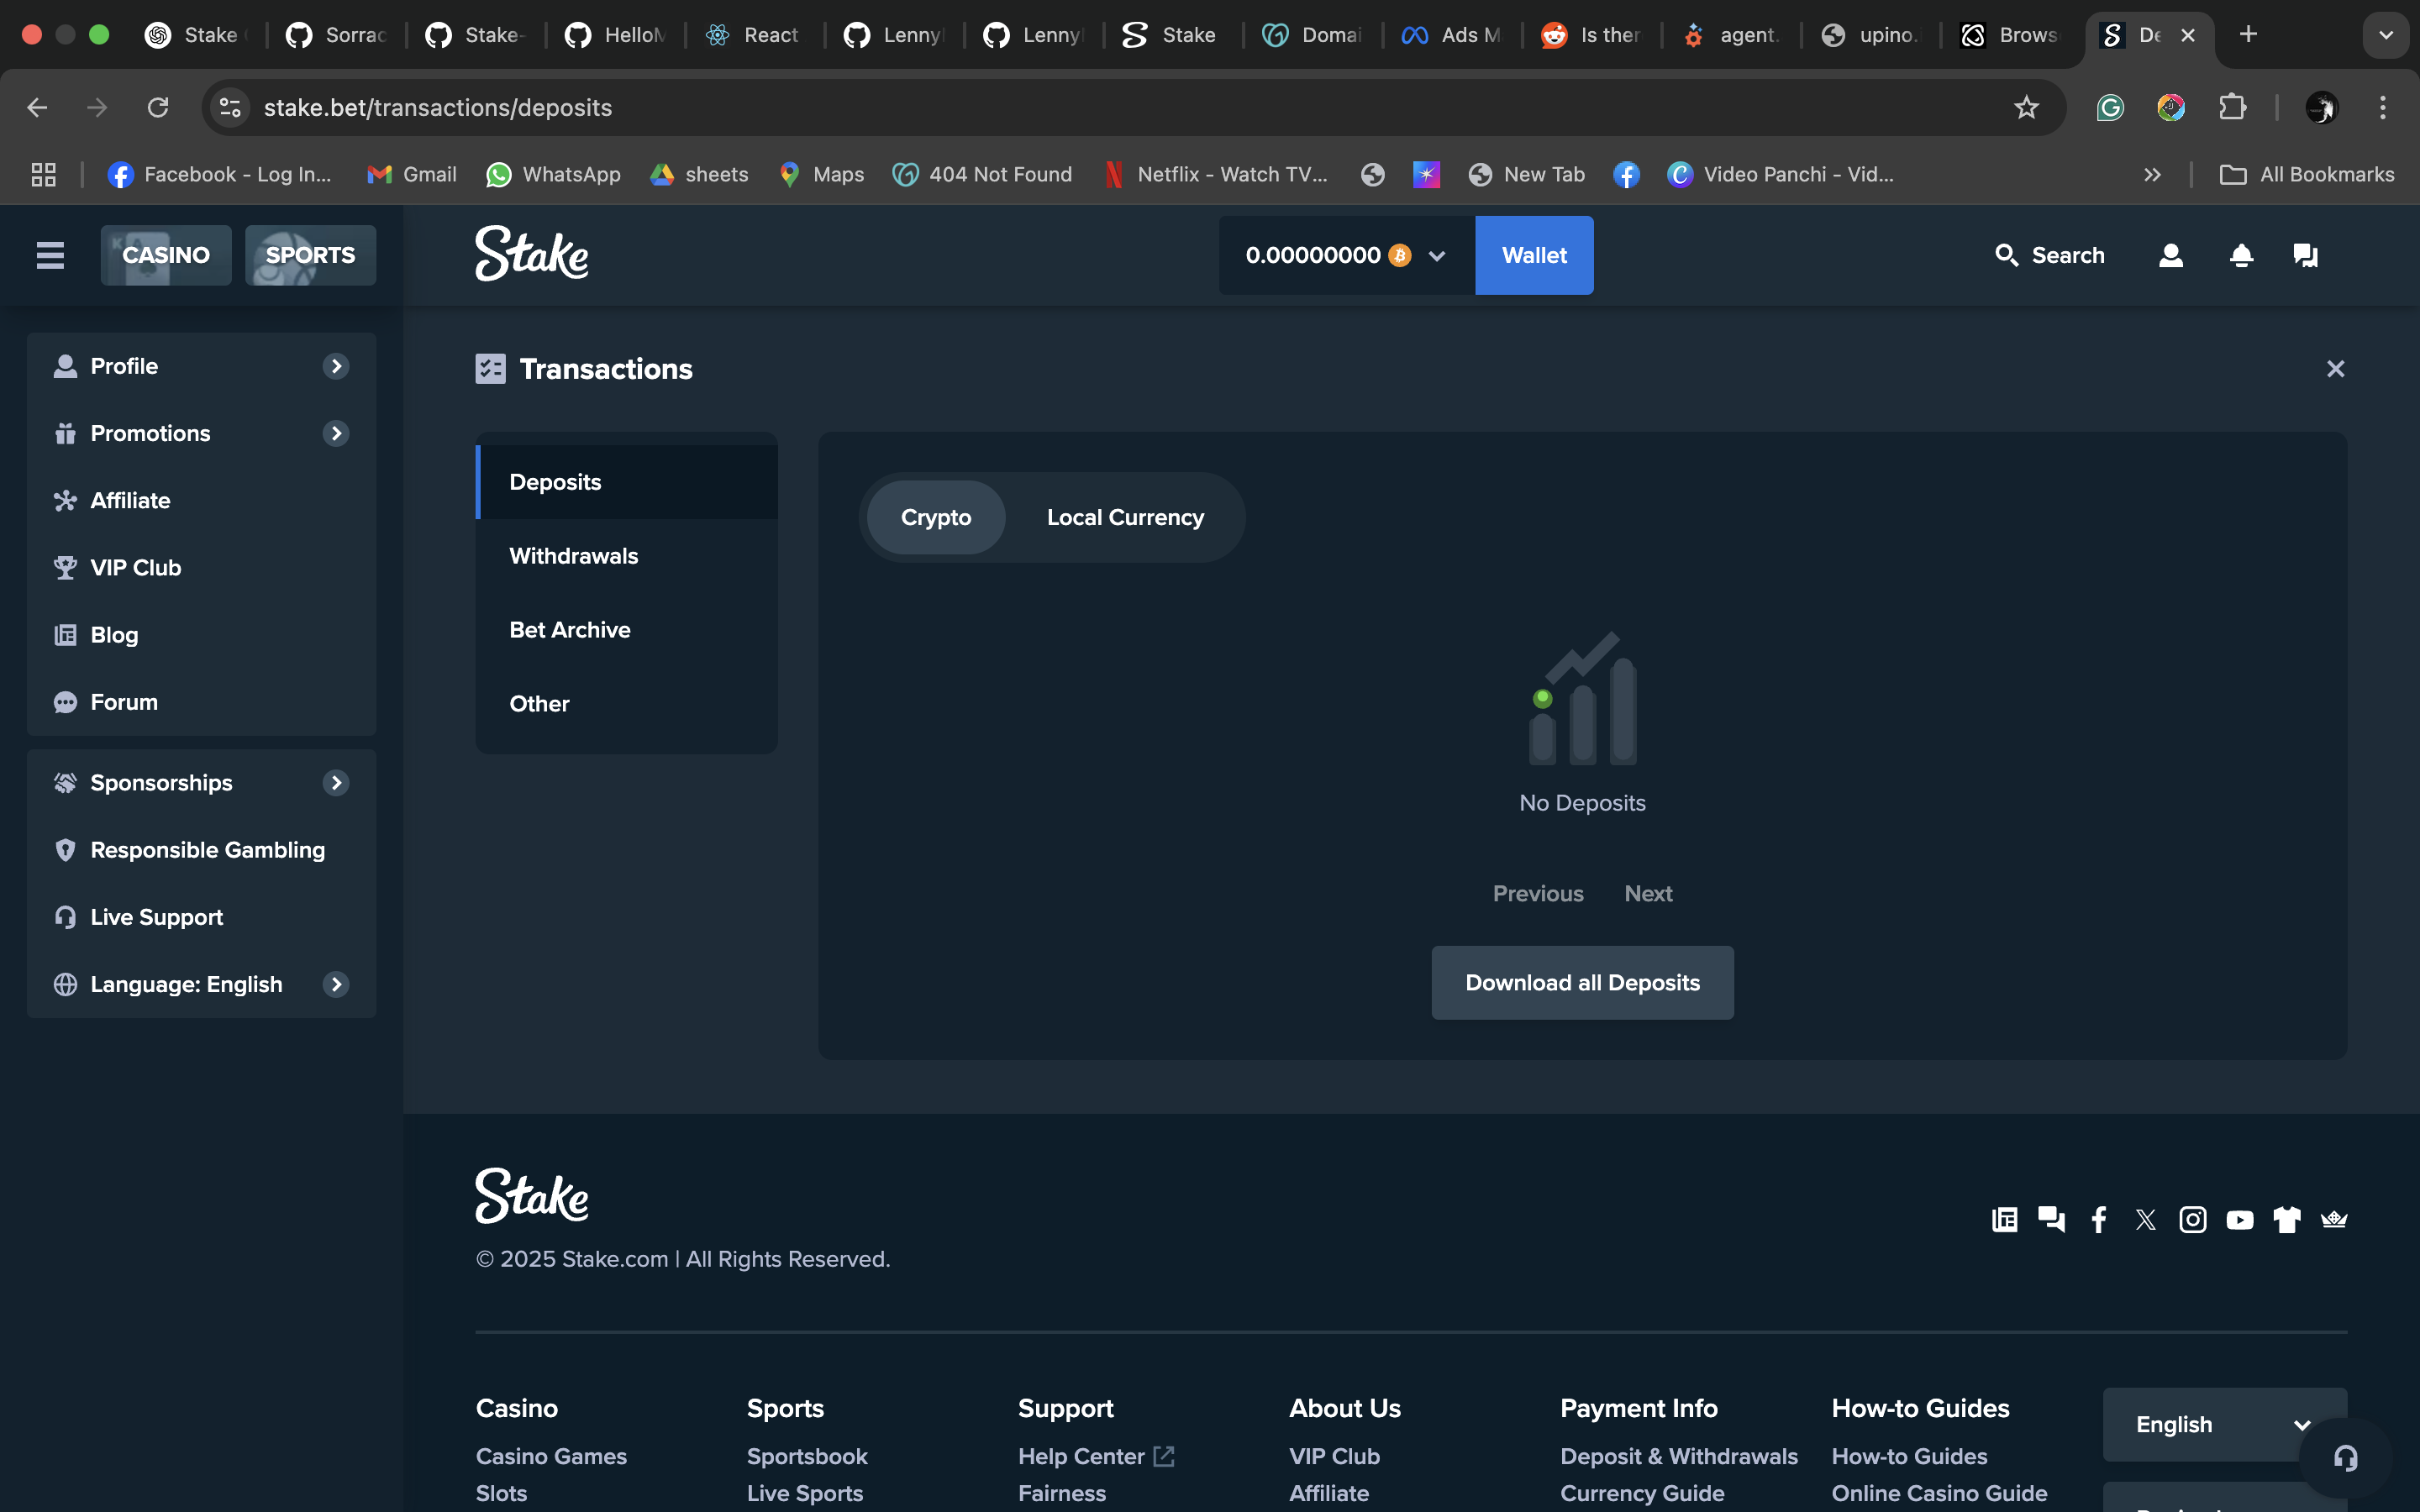 Stake
Sorrac
Stake-
HelloM
React
Lenny
Lenny
Stake
Domai
Ads M
Is ther
agent.
upino.
Brows
De
stake.bet/transactions/deposits
Facebook - Log In...
Gmail
WhatsApp
sheets
Maps
404 Not Found
Netflix - Watch TV...
New Tab
Video Panchi - Vid...
All Bookmarks
CASINO
SPORTS
Stake
0.00000000
Wallet
Search
Profile
Promotions
Affiliate
VIP Club
Blog
Forum
Sponsorships
Responsible Gambling
Live Support
Language: English
Transactions
Deposits
Withdrawals
Bet Archive
Other
Crypto
Local Currency
No Deposits
Previous
Next
Download all Deposits
Stake
© 2025 Stake.com | All Rights Reserved.
Casino
Casino Games
Slots
Sports
Sportsbook
Live Sports
Support
Help Center
Fairness
About Us
VIP Club
Affiliate
Payment Info
Deposit & Withdrawals
Currency Guide
How-to Guides
How-to Guides
Online Casino Guide
English